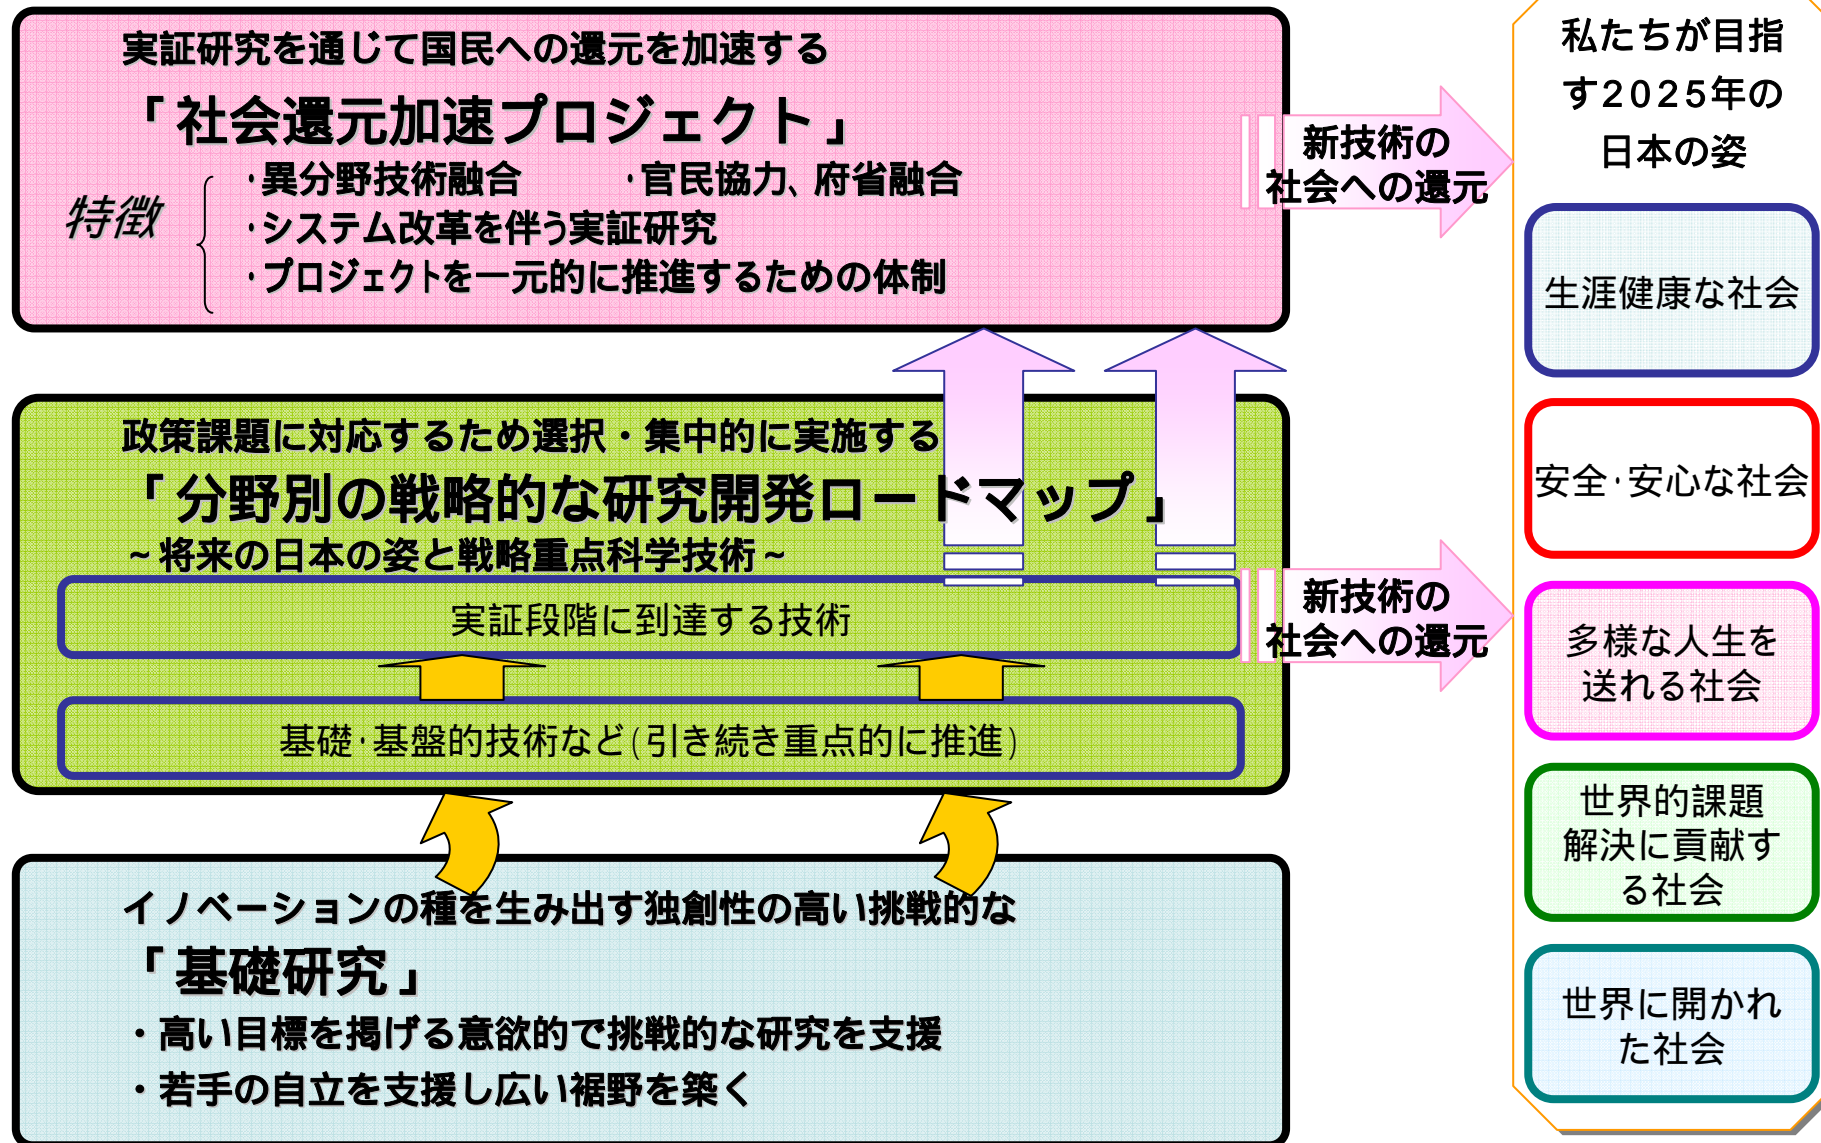 実証研究を通じて国民への還元を加速する
「社会還元加速プロジェクト」
特徴
・異分野技術融合　・官民協力、府省融合
・システム改革を伴う実証研究
・プロジェクトを一元的に推進するための体制
新技術の
社会への還元
政策課題に対応するため選択・集中的に実施する
「分野別の戦略的な研究開発ロードマップ」
~将来の日本の姿と戦略重点科学技術~
実証段階に到達する技術
基礎・基盤的技術など(引き続き重点的に推進)
新技術の
社会への還元
イノベーションの種を生み出す独創性の高い挑戦的な
「基礎研究」
・高い目標を掲げる意欲的で挑戦的な研究を支援
・若手の自立を支援し広い裾野を築く
私たちが目指
す2025年の
日本の姿
生涯健康な社会
安全・安心な社会
多様な人生を
送れる社会
世界的課題
解決に貢献す
る社会
世界に開かれ
た社会